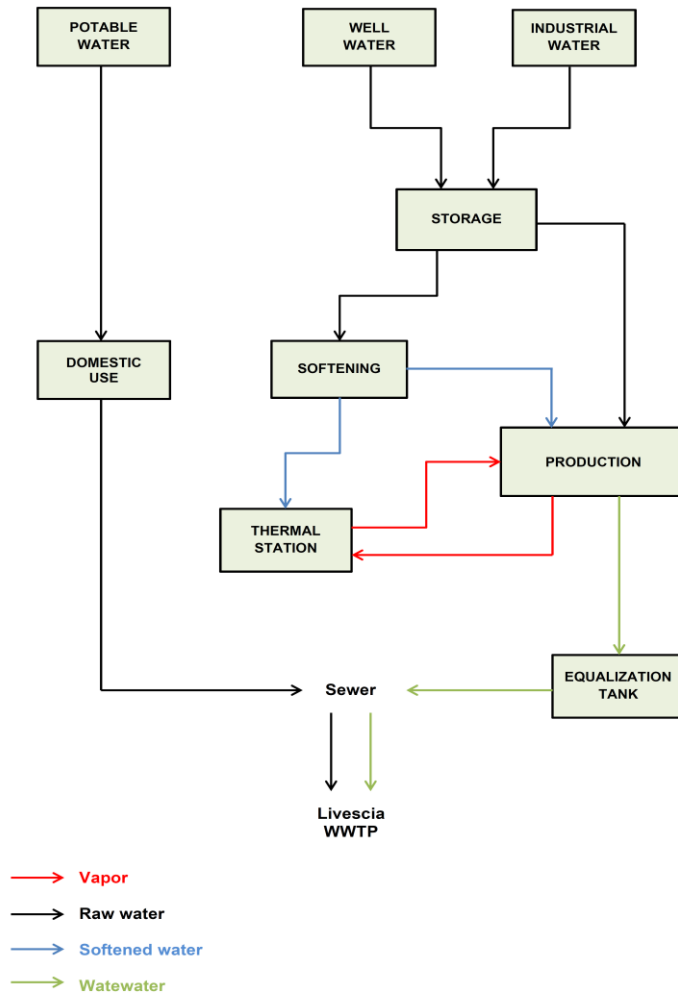 POTABLE
WATER
WELL
WATER
INDUSTRIAL
WATER
STORAGE
DOMESTIC
USE
SOFTENING
PRODUCTION
THERMAL
STATION
EQUALIZATION
TANK
Sewer
Livescia
WWTP
Vapor
Raw water
Softened water
Watewater